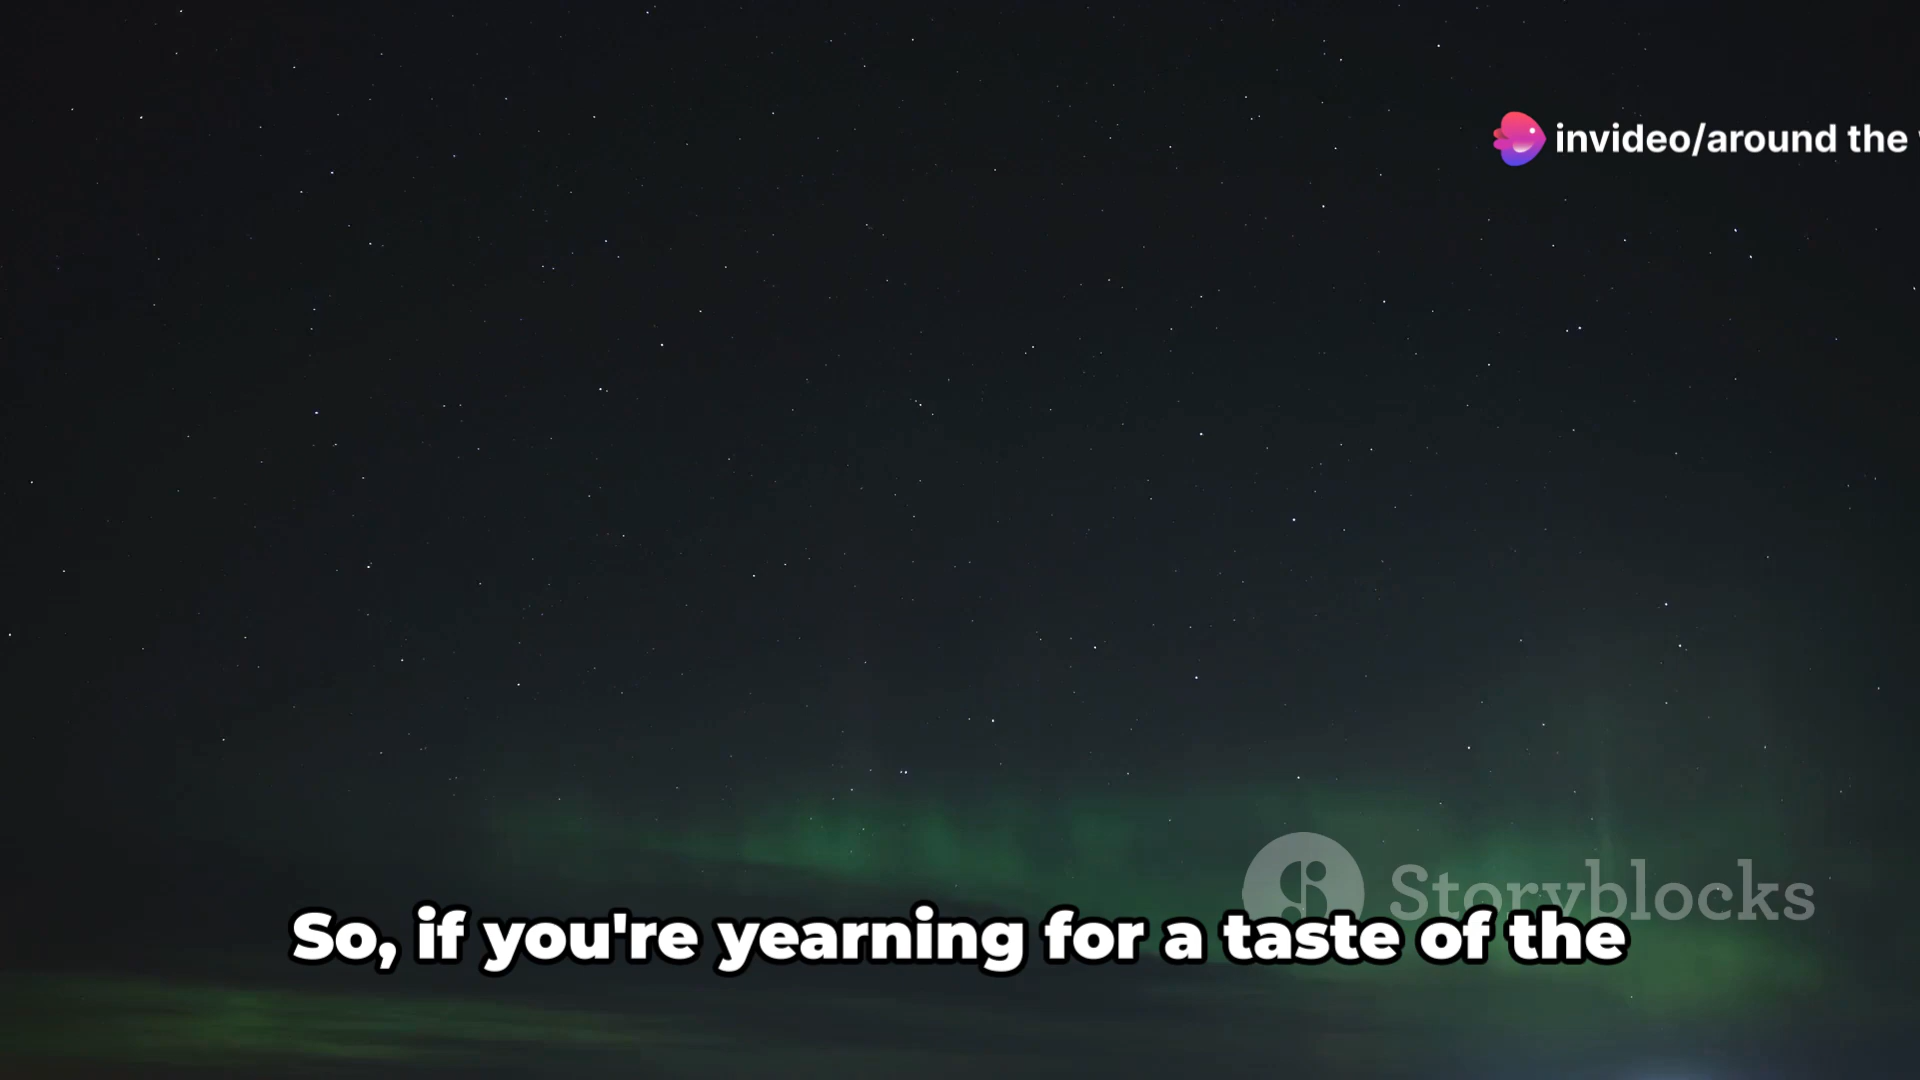 invideo/around the
Storyblocks
So, if you're yearning for a taste of the